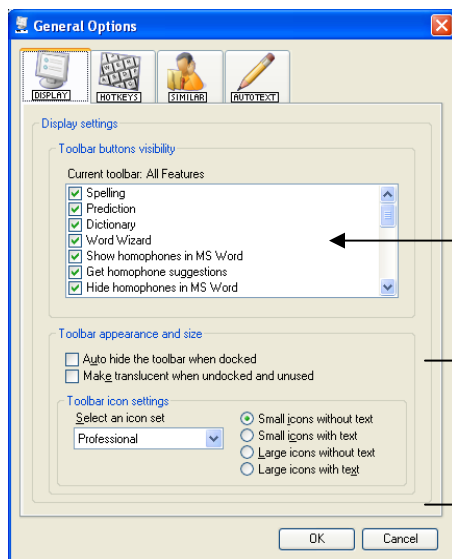 General Options
DISPLAY HOTKEYS SIMILAR AUTOTEXT
Display settings
Toolbar buttons visibility
Current toolbar: All Features
Spelling
Prediction
Dictionary
Word Wizard
Show homophones in MS Word
Get homophone suggestions
Hide homophones in MS Word
Toolbar appearance and size
Auto hide the toolbar when docked
Make translucent when undocked and unused
Toolbar icon settings
Select an icon set
Professional
Small icons without text
Small icons with text
Large icons without text
Large icons with text
OK Cancel